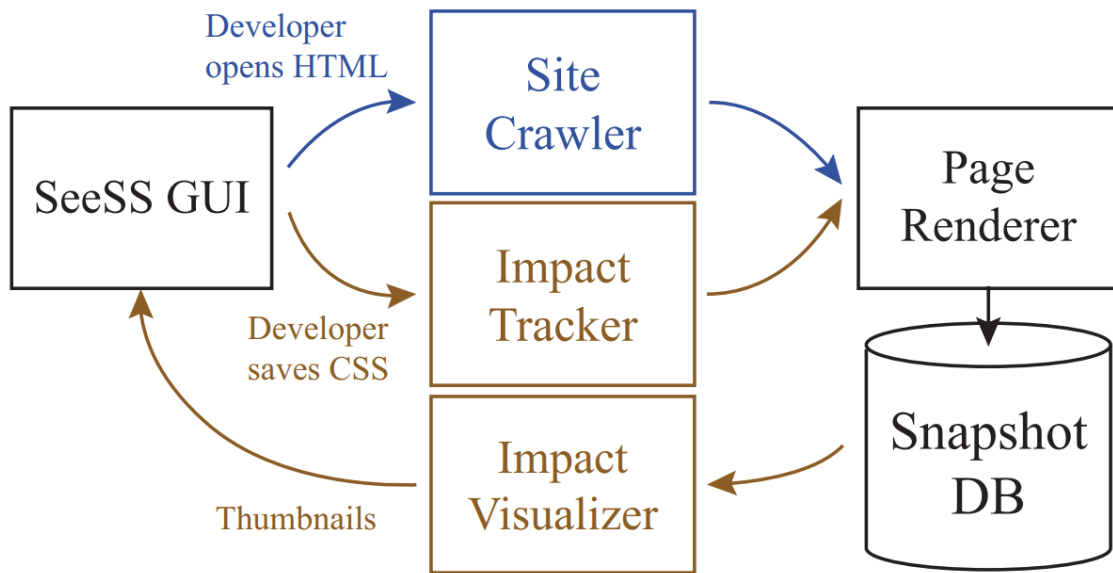 Developer
opens HTML
Site
Crawler
SeeSS GUI
Page
Renderer
Impact
Tracker
Developer
saves CSS
Impact
Visualizer
Snapshot
DB
Thumbnails